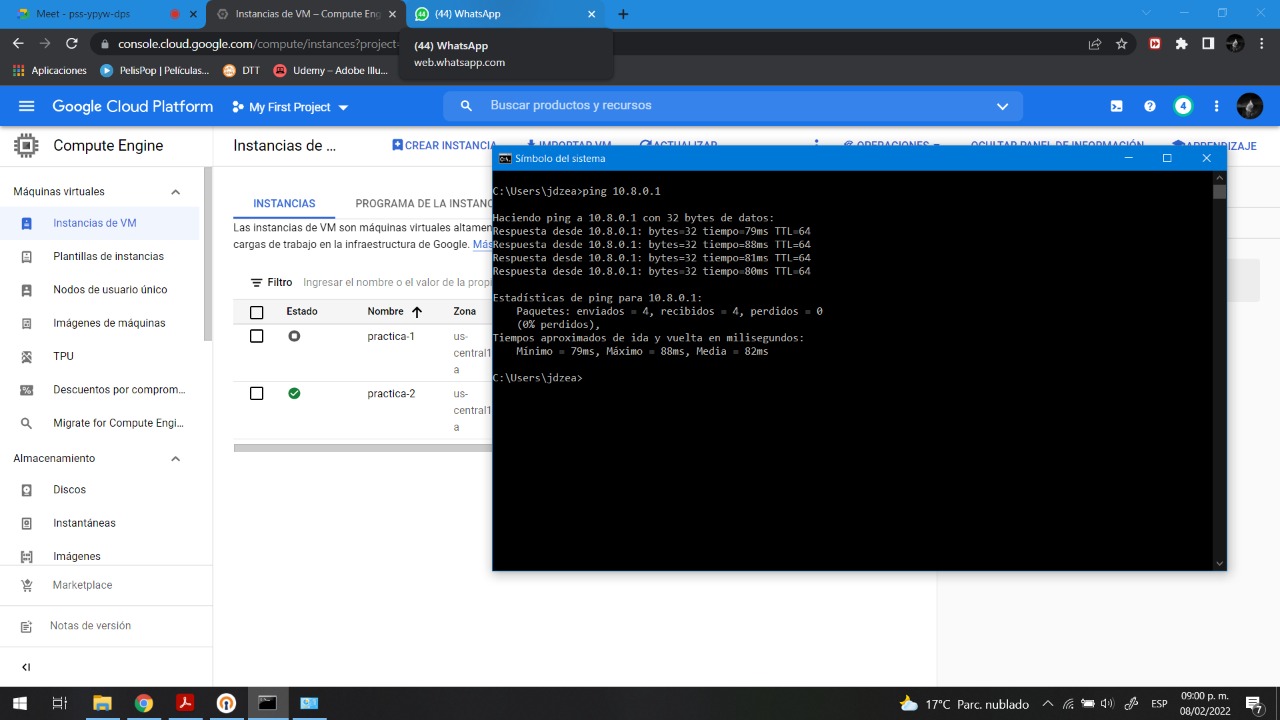 Meet - pss-ypyw-dps
Instancias de VM – Compute Eng
(44) WhatsApp
console.cloud.google.com/compute/instances?project-
(44) WhatsApp
web.whatsapp.com
Aplicaciones
PelisPop | Películas...
DTT
Udemy – Adobe Illu...
Google Cloud Platform
My First Project
Buscar productos y recursos
4
Compute Engine
Instancias de ...
CREAR INSTANCIA
IMPORTAR VM
ACTUALIZAR
OPERACIONES
OCULTAR PANEL DE INFORMACIÓN
APRENDIZAJE
Máquinas virtuales
Instancias de VM
Plantillas de instancias
Nodos de usuario único
Imágenes de máquinas
TPU
Descuentos por comprom...
Migrate for Compute Engi...
Almacenamiento
Discos
Instantáneas
Imágenes
Marketplace
Notas de versión
INSTANCIAS
PROGRAMA DE LA INSTANC
Las instancias de VM son máquinas virtuales altamen
cargas de trabajo en la infraestructura de Google. Más
Filtro
Ingresar el nombre o el valor de la propi
Estado
Nombre
Zona
practica-1
us-
central1
a
practica-2
us-
central1
a
Símbolo del sistema
C:\Users\jdzea>ping 10.8.0.1
Haciendo ping a 10.8.0.1 con 32 bytes de datos:
Respuesta desde 10.8.0.1: bytes=32 tiempo=79ms TTL=64
Respuesta desde 10.8.0.1: bytes=32 tiempo=88ms TTL=64
Respuesta desde 10.8.0.1: bytes=32 tiempo=81ms TTL=64
Respuesta desde 10.8.0.1: bytes=32 tiempo=80ms TTL=64
Estadísticas de ping para 10.8.0.1:
Paquetes: enviados = 4, recibidos = 4, perdidos = 0
(0% perdidos),
Tiempos aproximados de ida y vuelta en milisegundos:
Mínimo = 79ms, Máximo = 88ms, Media = 82ms
C:\Users\jdzea>
17°C Parc. nublado
ESP
09:00 p. m.
08/02/2022
7